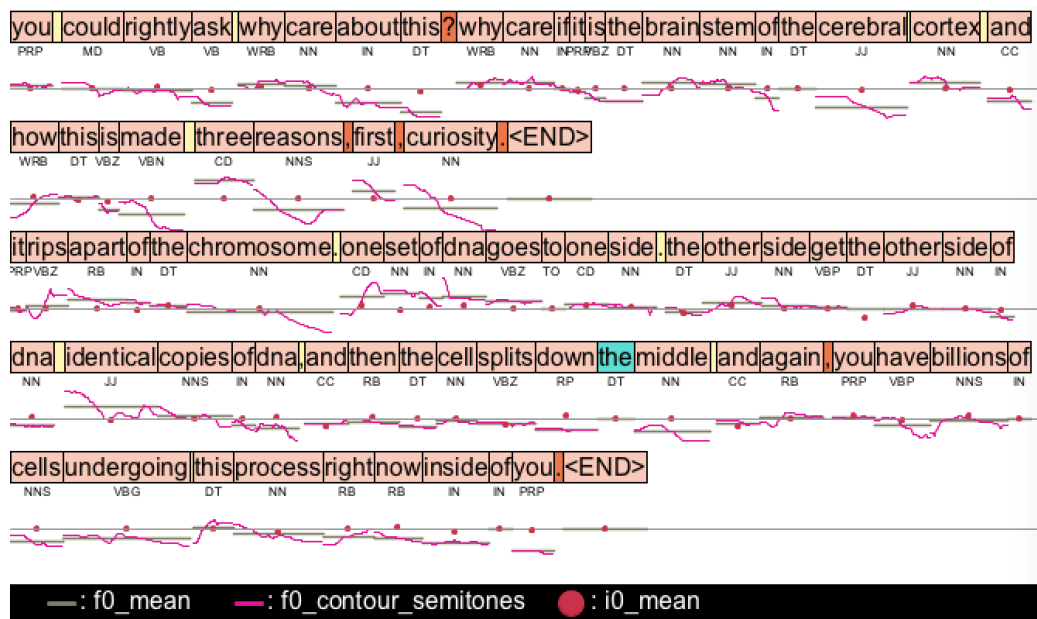 you could rightly ask why care about this ? why care if it is the brain stem of the cerebral cortex and
PRP MD VB VB WRB NN IN DT WRB NN IN PRP VBZ DT NN NN IN DT JJ NN CC
how this is made three reasons , first , curiosity . <END>
WRB DT VBZ VBN CD NNS JJ NN
it rips apart of the chromosome . one set of dna goes to one side . the other side get the other side of
PRP VBZ RB IN DT NN CD NN IN NN VBZ TO CD NN DT JJ NN VBP DT JJ NN IN
dna identical copies of dna , and then the cell splits down the middle and again , you have billions of
NN JJ NNS IN NN CC RB DT NN VBZ RP DT NN CC RB PRP VBP NNS IN
cells undergoing this process right now inside of you . <END>
NNS VBG DT NN RB RB IN IN PRP
: f0_mean : f0_contour_semitones : i0_mean